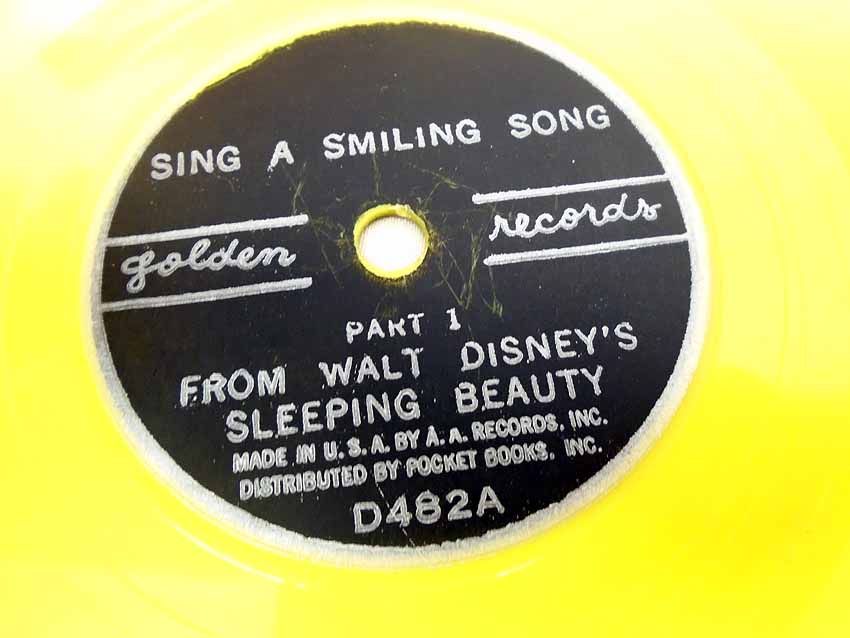 SING A SMILING SONG
golden records
PART 1
FROM WALT DISNEY'S
SLEEPING BEAUTY
MADE IN U.S.A. BY A.A. RECORDS, INC.
DISTRIBUTED BY POCKET BOOKS, INC.
D482A